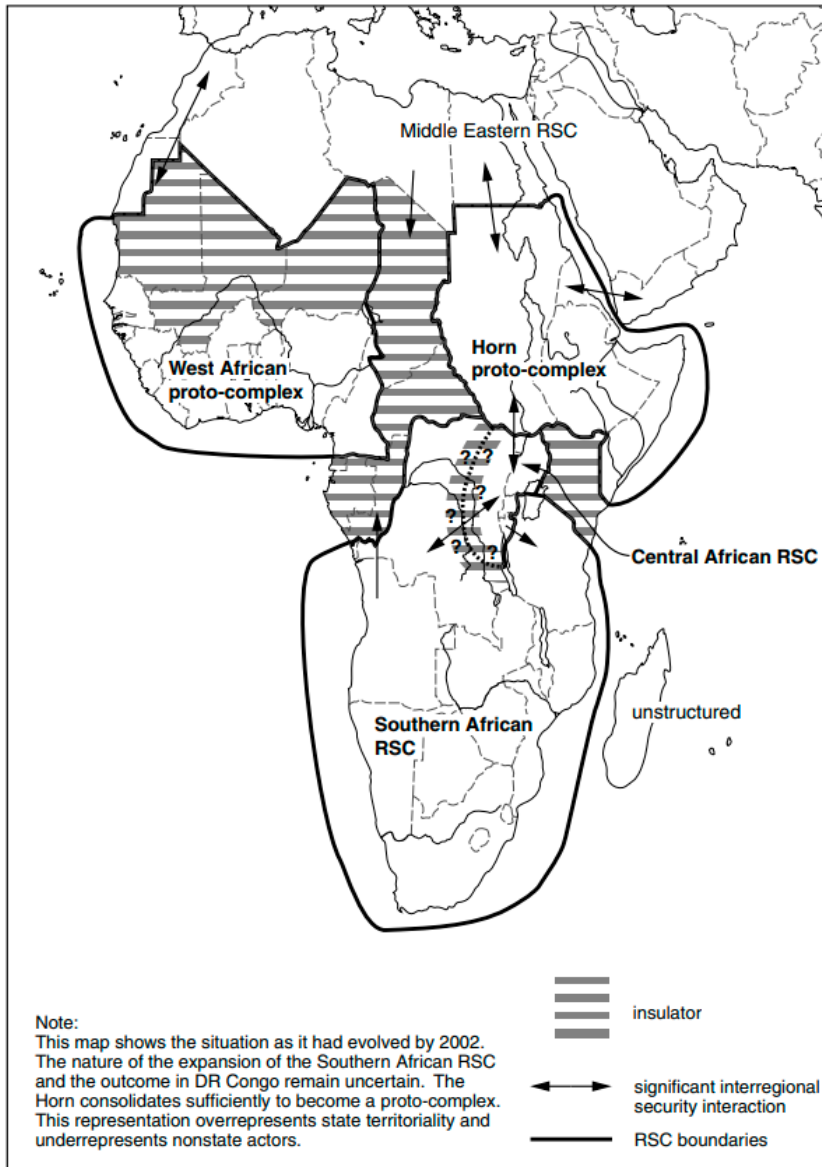 Middle Eastern RSC
West African
proto-complex
Horn
proto-complex
? ?
?
?
? ?
Central African RSC
unstructured
Southern African
RSC
Note:
This map shows the situation as it had evolved by 2002.
The nature of the expansion of the Southern African RSC
and the outcome in DR Congo remain uncertain. The
Horn consolidates sufficiently to become a proto-complex.
This representation overrepresents state territoriality and
underrepresents nonstate actors.
insulator
significant interregional
security interaction
RSC boundaries